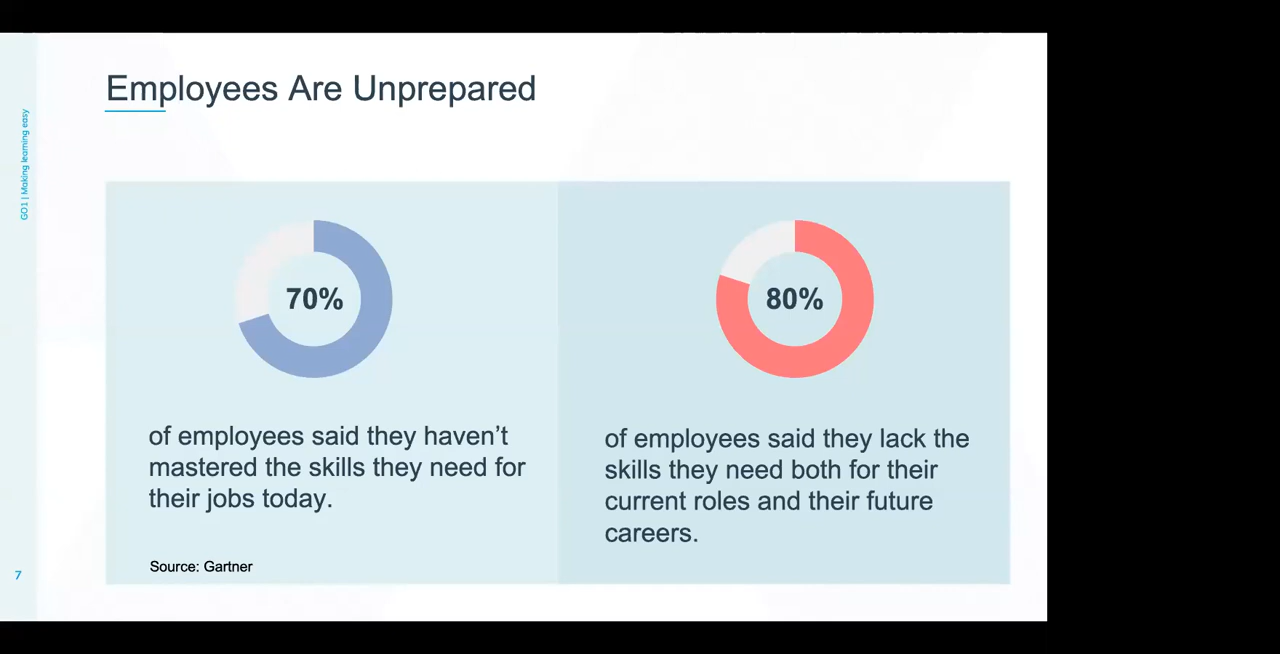 Employees Are Unprepared
GO1 | Making learning easy
70%
of employees said they haven’t
mastered the skills they need for
their jobs today.
Source: Gartner
80%
of employees said they lack the
skills they need both for their
current roles and their future
careers.
7